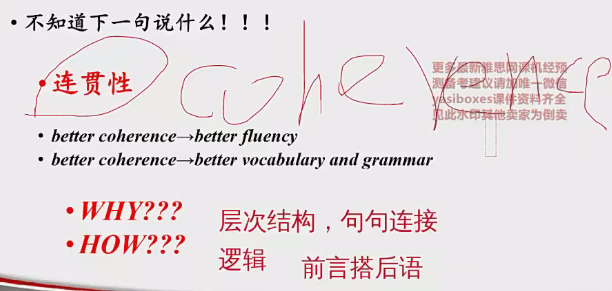 • 不知道下一句说什么！！！
• 连贯性
coherence
更多最新雅思网课机经预
测备考建议请加唯一微信
yasiboxes课件资料齐全
见此水印其他卖家为倒卖
• better coherence→better fluency
• better coherence→better vocabulary and grammar
• WHY???
层次结构，句句连接
• HOW???
逻辑
前言搭后语